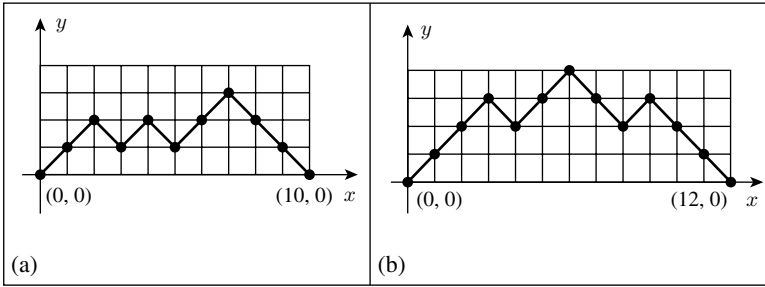 y
(0, 0)
(10, 0)
x
(a)
y
(0, 0)
(12, 0)
x
(b)